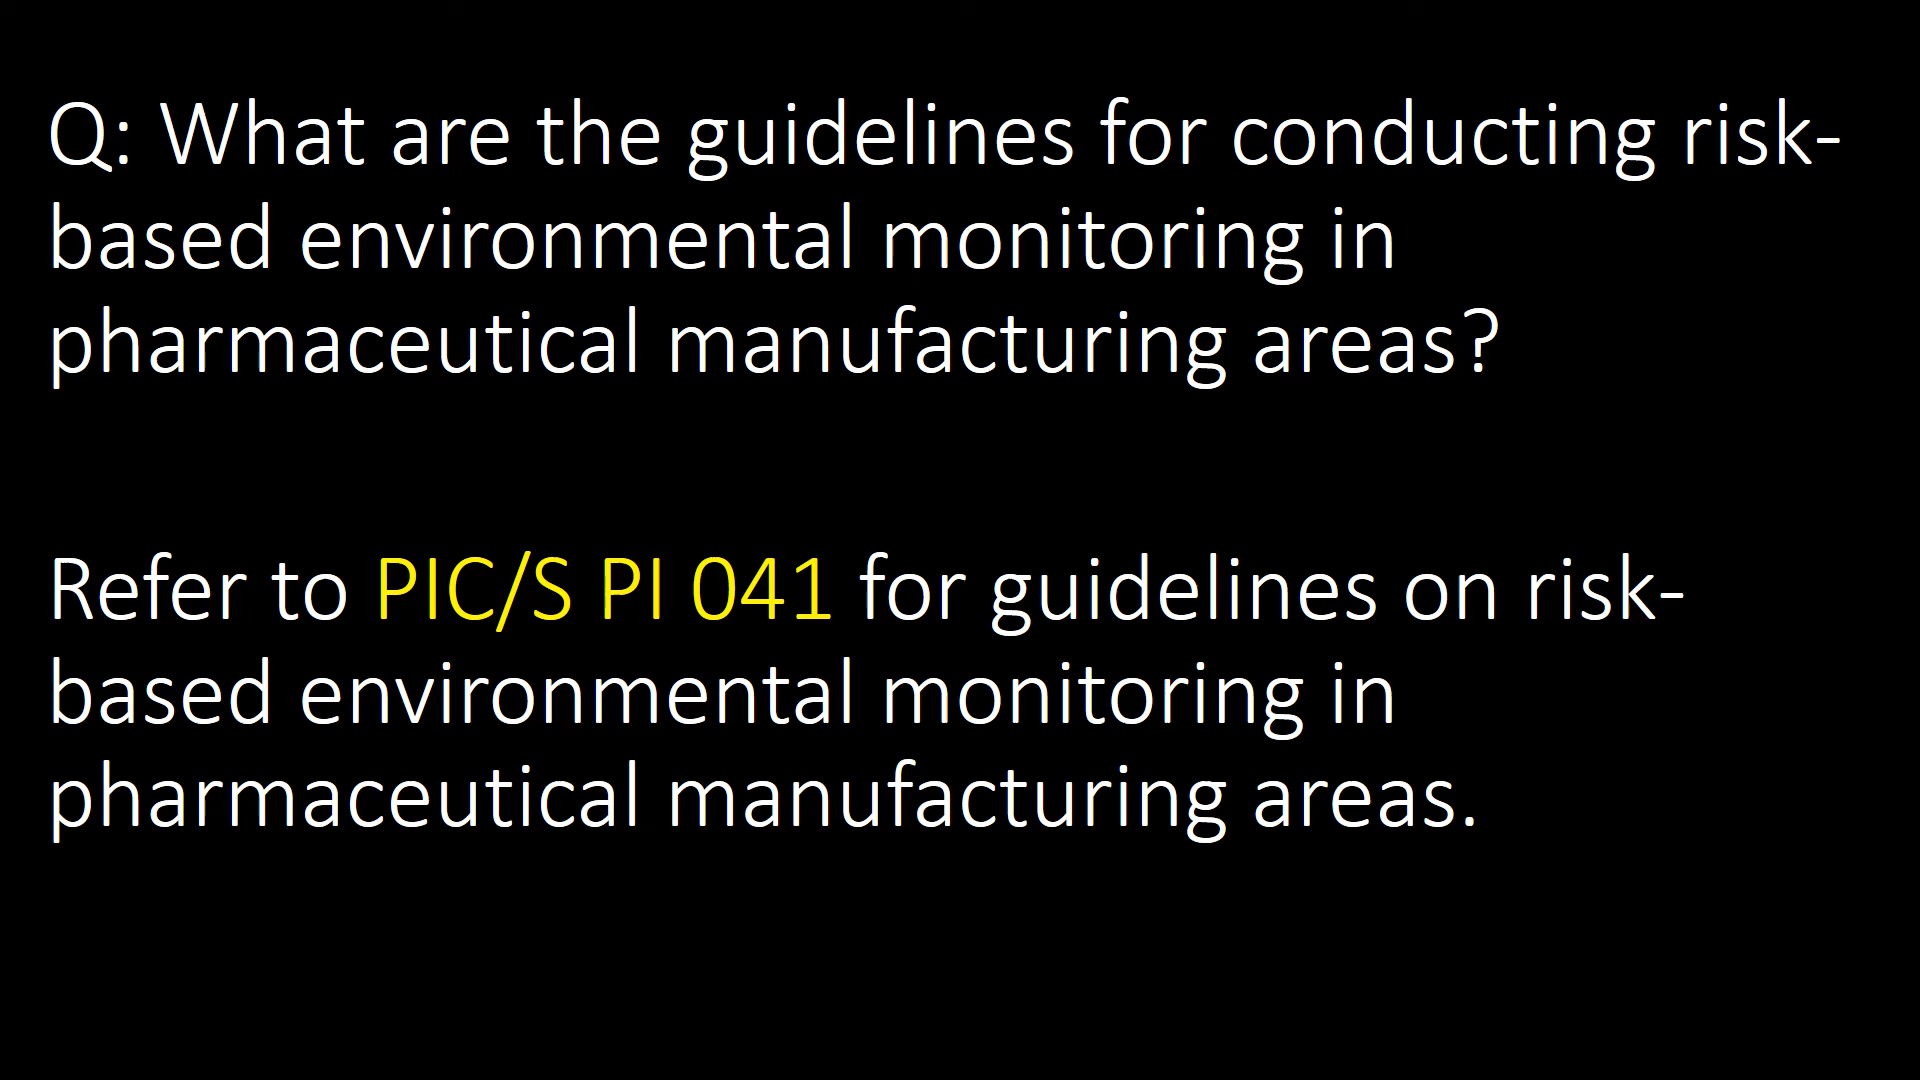 Q: What are the guidelines for conducting risk-
based environmental monitoring in
pharmaceutical manufacturing areas?
Refer to PIC/S PI 041 for guidelines on risk-
based environmental monitoring in
pharmaceutical manufacturing areas.